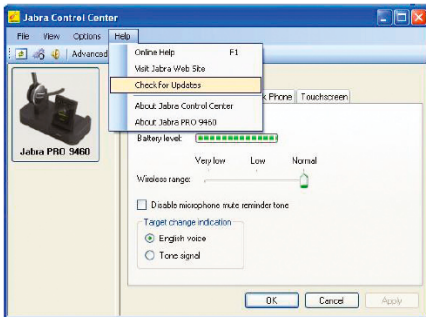 Jabra Control Center
File View Options Help
Advanced
Online Help F1
Visit Jabra Web Site
Check for Updates
About Jabra Control Center
About Jabra PRO 9460
Phone Touchscreen
Jabra PRO 9460
Battery level:
Very low Low Normal
Wireless range:
Disable microphone mute reminder tone
Target change indication
English voice
Tone signal
OK Cancel Apply